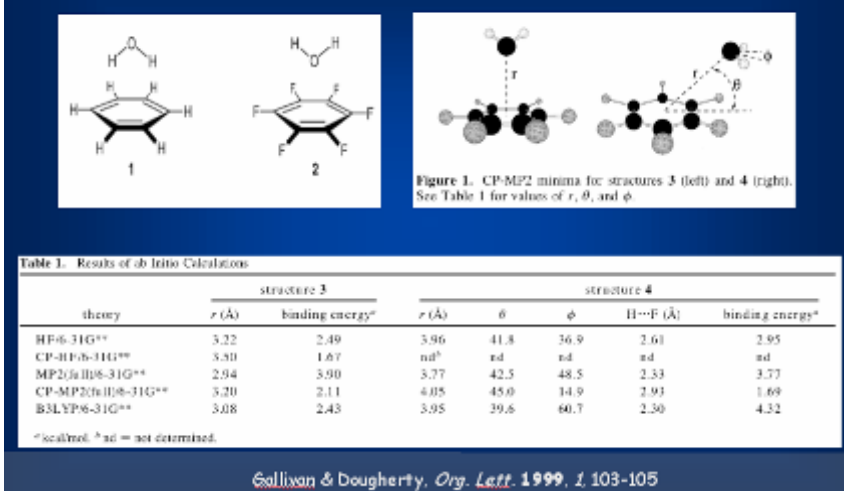 O
H H
H H
H H
H H
1
H H
O
F F
F F
F F
2
r
r
θ
ϕ
Figure 1. CP-MP2 minima for structures 3 (left) and 4 (right).
See Table 1 for values of r, θ, and ϕ.
Table 1. Results of ab Initio Calculations
structure 3 structure 4
theory r (Å) binding energyᵃ r (Å) θ ϕ H···F (Å) binding energyᵃ
HF/6-31G** 3.22 2.49 3.96 41.8 36.9 2.61 2.95
CP-HF/6-31G** 3.50 1.67 ndᵇ nd nd nd nd
MP2(full)/6-31G** 2.94 3.90 3.77 42.5 48.5 2.33 3.77
CP-MP2(full)/6-31G** 3.20 2.11 4.05 45.0 14.9 2.93 1.69
B3LYP/6-31G** 3.08 2.43 3.95 39.6 60.7 2.30 4.32
ᵃ kcal/mol. ᵇ nd = not determined.
Gallivan & Dougherty, Org. Lett. 1999, 1, 103-105